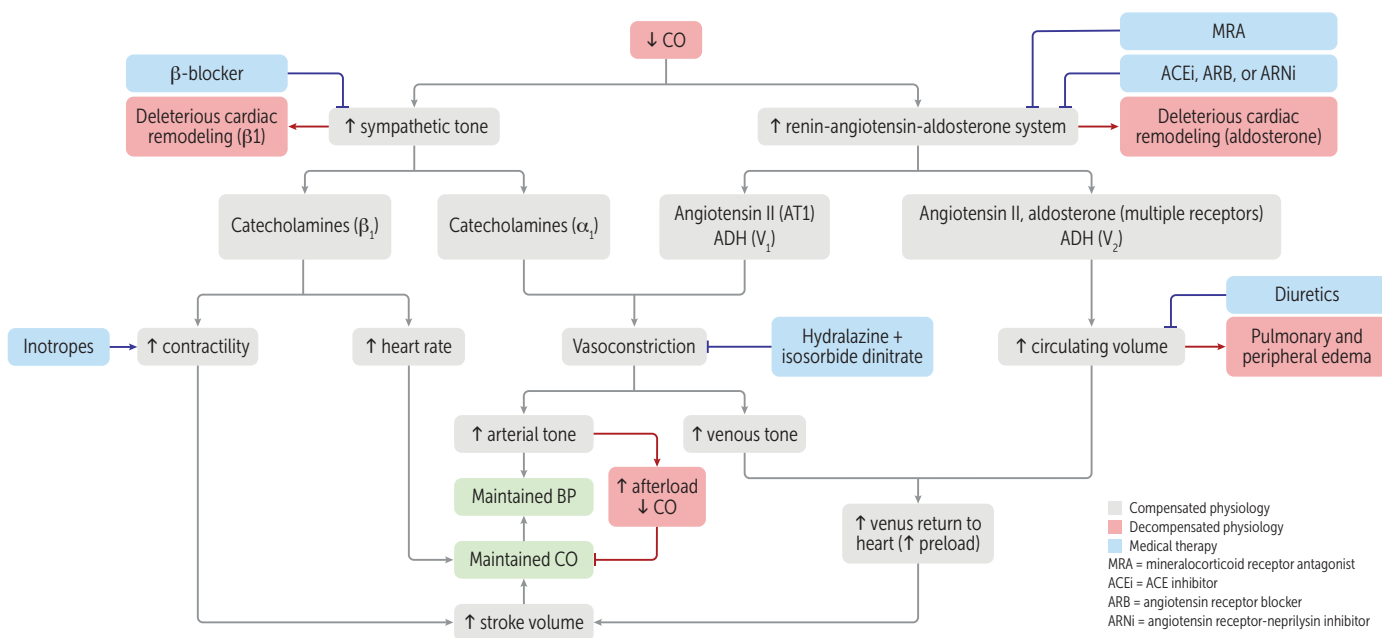 ↓ CO
MRA
β-blocker
ACEi, ARB, or ARNi
Deleterious cardiac
remodeling (β1)
↑ sympathetic tone
↑ renin-angiotensin-aldosterone system
Deleterious cardiac
remodeling (aldosterone)
Catecholamines (β₁)
Catecholamines (α₁)
Angiotensin II (AT1)
ADH (V₁)
Angiotensin II, aldosterone (multiple receptors)
ADH (V₂)
Diuretics
Inotropes
↑ contractility
↑ heart rate
Vasoconstriction
Hydralazine +
isosorbide dinitrate
↑ circulating volume
Pulmonary and
peripheral edema
↑ arterial tone
↑ venous tone
Maintained BP
↑ afterload
↓ CO
↑ venus return to
heart (↑ preload)
Maintained CO
↑ stroke volume
Compensated physiology
Decompensated physiology
Medical therapy
MRA = mineralocorticoid receptor antagonist
ACEi = ACE inhibitor
ARB = angiotensin receptor blocker
ARNi = angiotensin receptor-neprilysin inhibitor